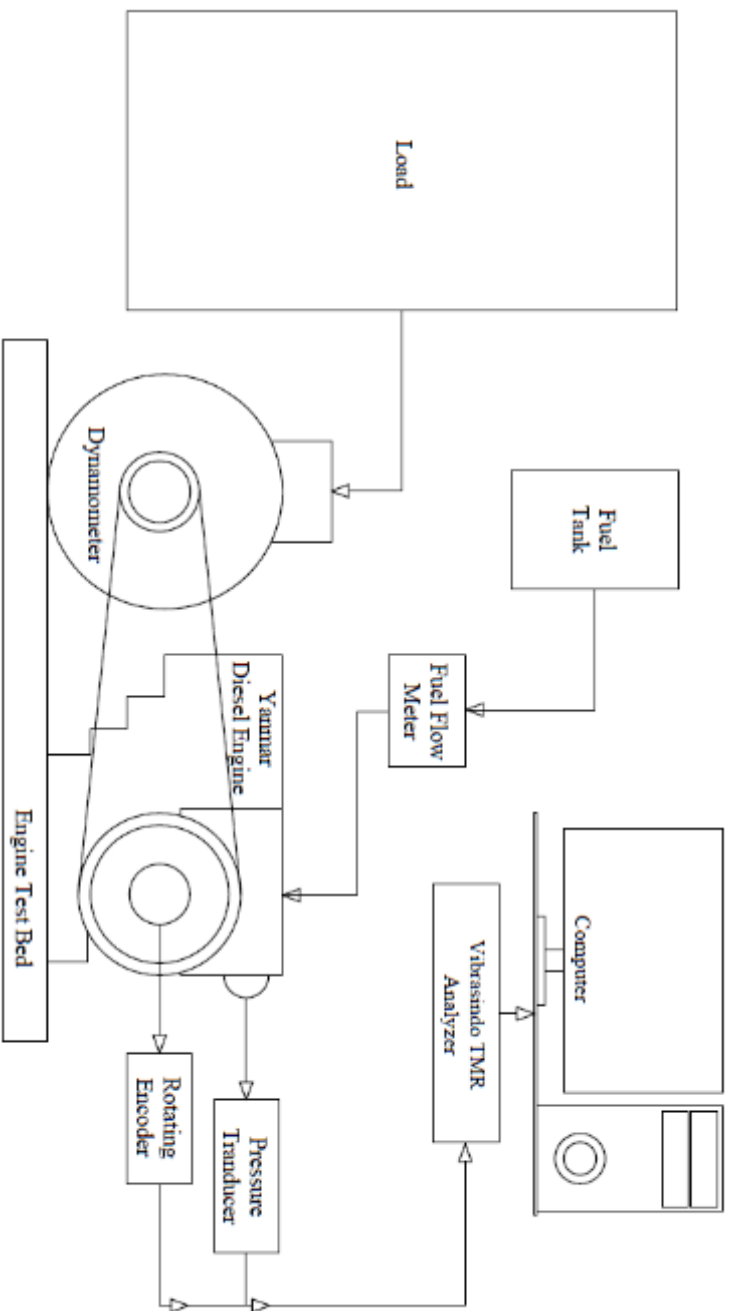 Load
Fuel
Tank
Dynamometer
Fuel Flow
Meter
Yanmar
Diesel Engine
Computer
Vibrasindo TMR
Analyzer
Engine Test Bed
Pressure
Tranducer
Rotating
Encoder